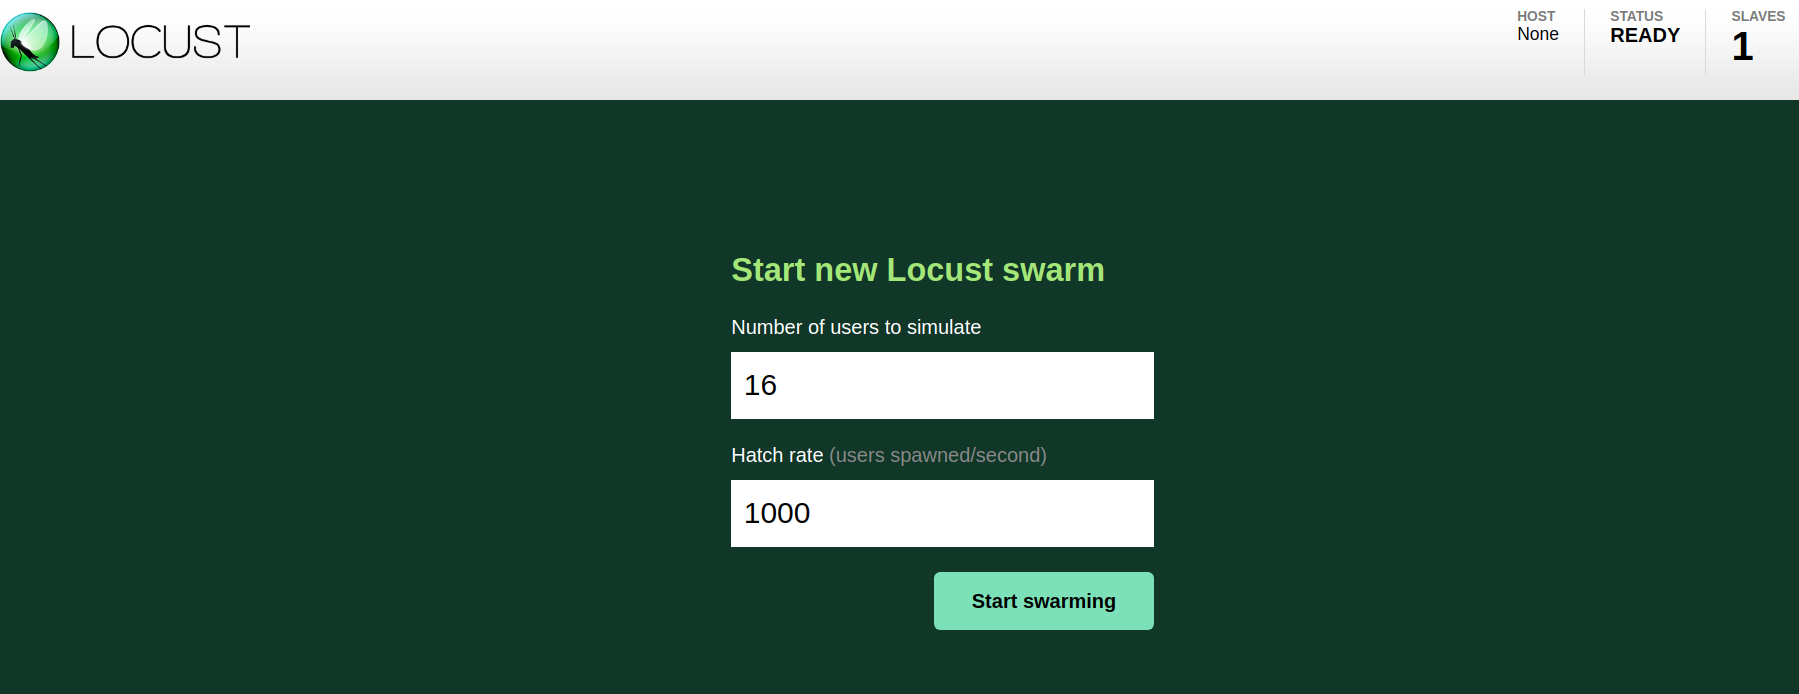 LOCUST
HOST
None
STATUS
READY
SLAVES
1
Start new Locust swarm
Number of users to simulate
16
Hatch rate (users spawned/second)
1000
Start swarming